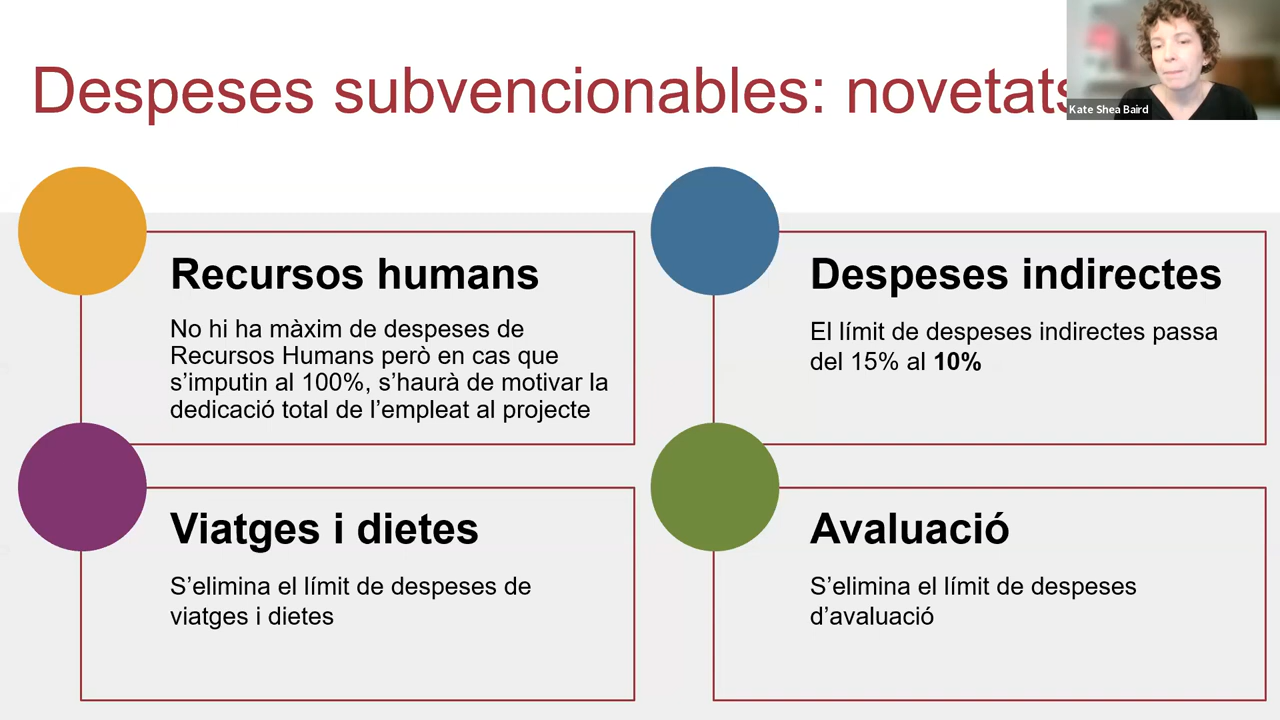 Despeses subvencionables: novetats
Kate Shea Baird
Recursos humans
No hi ha màxim de despeses de
Recursos Humans però en cas que
s’imputin al 100%, s’haurà de motivar la
dedicació total de l’empleat al projecte
Despeses indirectes
El límit de despeses indirectes passa
del 15% al 10%
Viatges i dietes
S’elimina el límit de despeses de
viatges i dietes
Avaluació
S’elimina el límit de despeses
d’avaluació